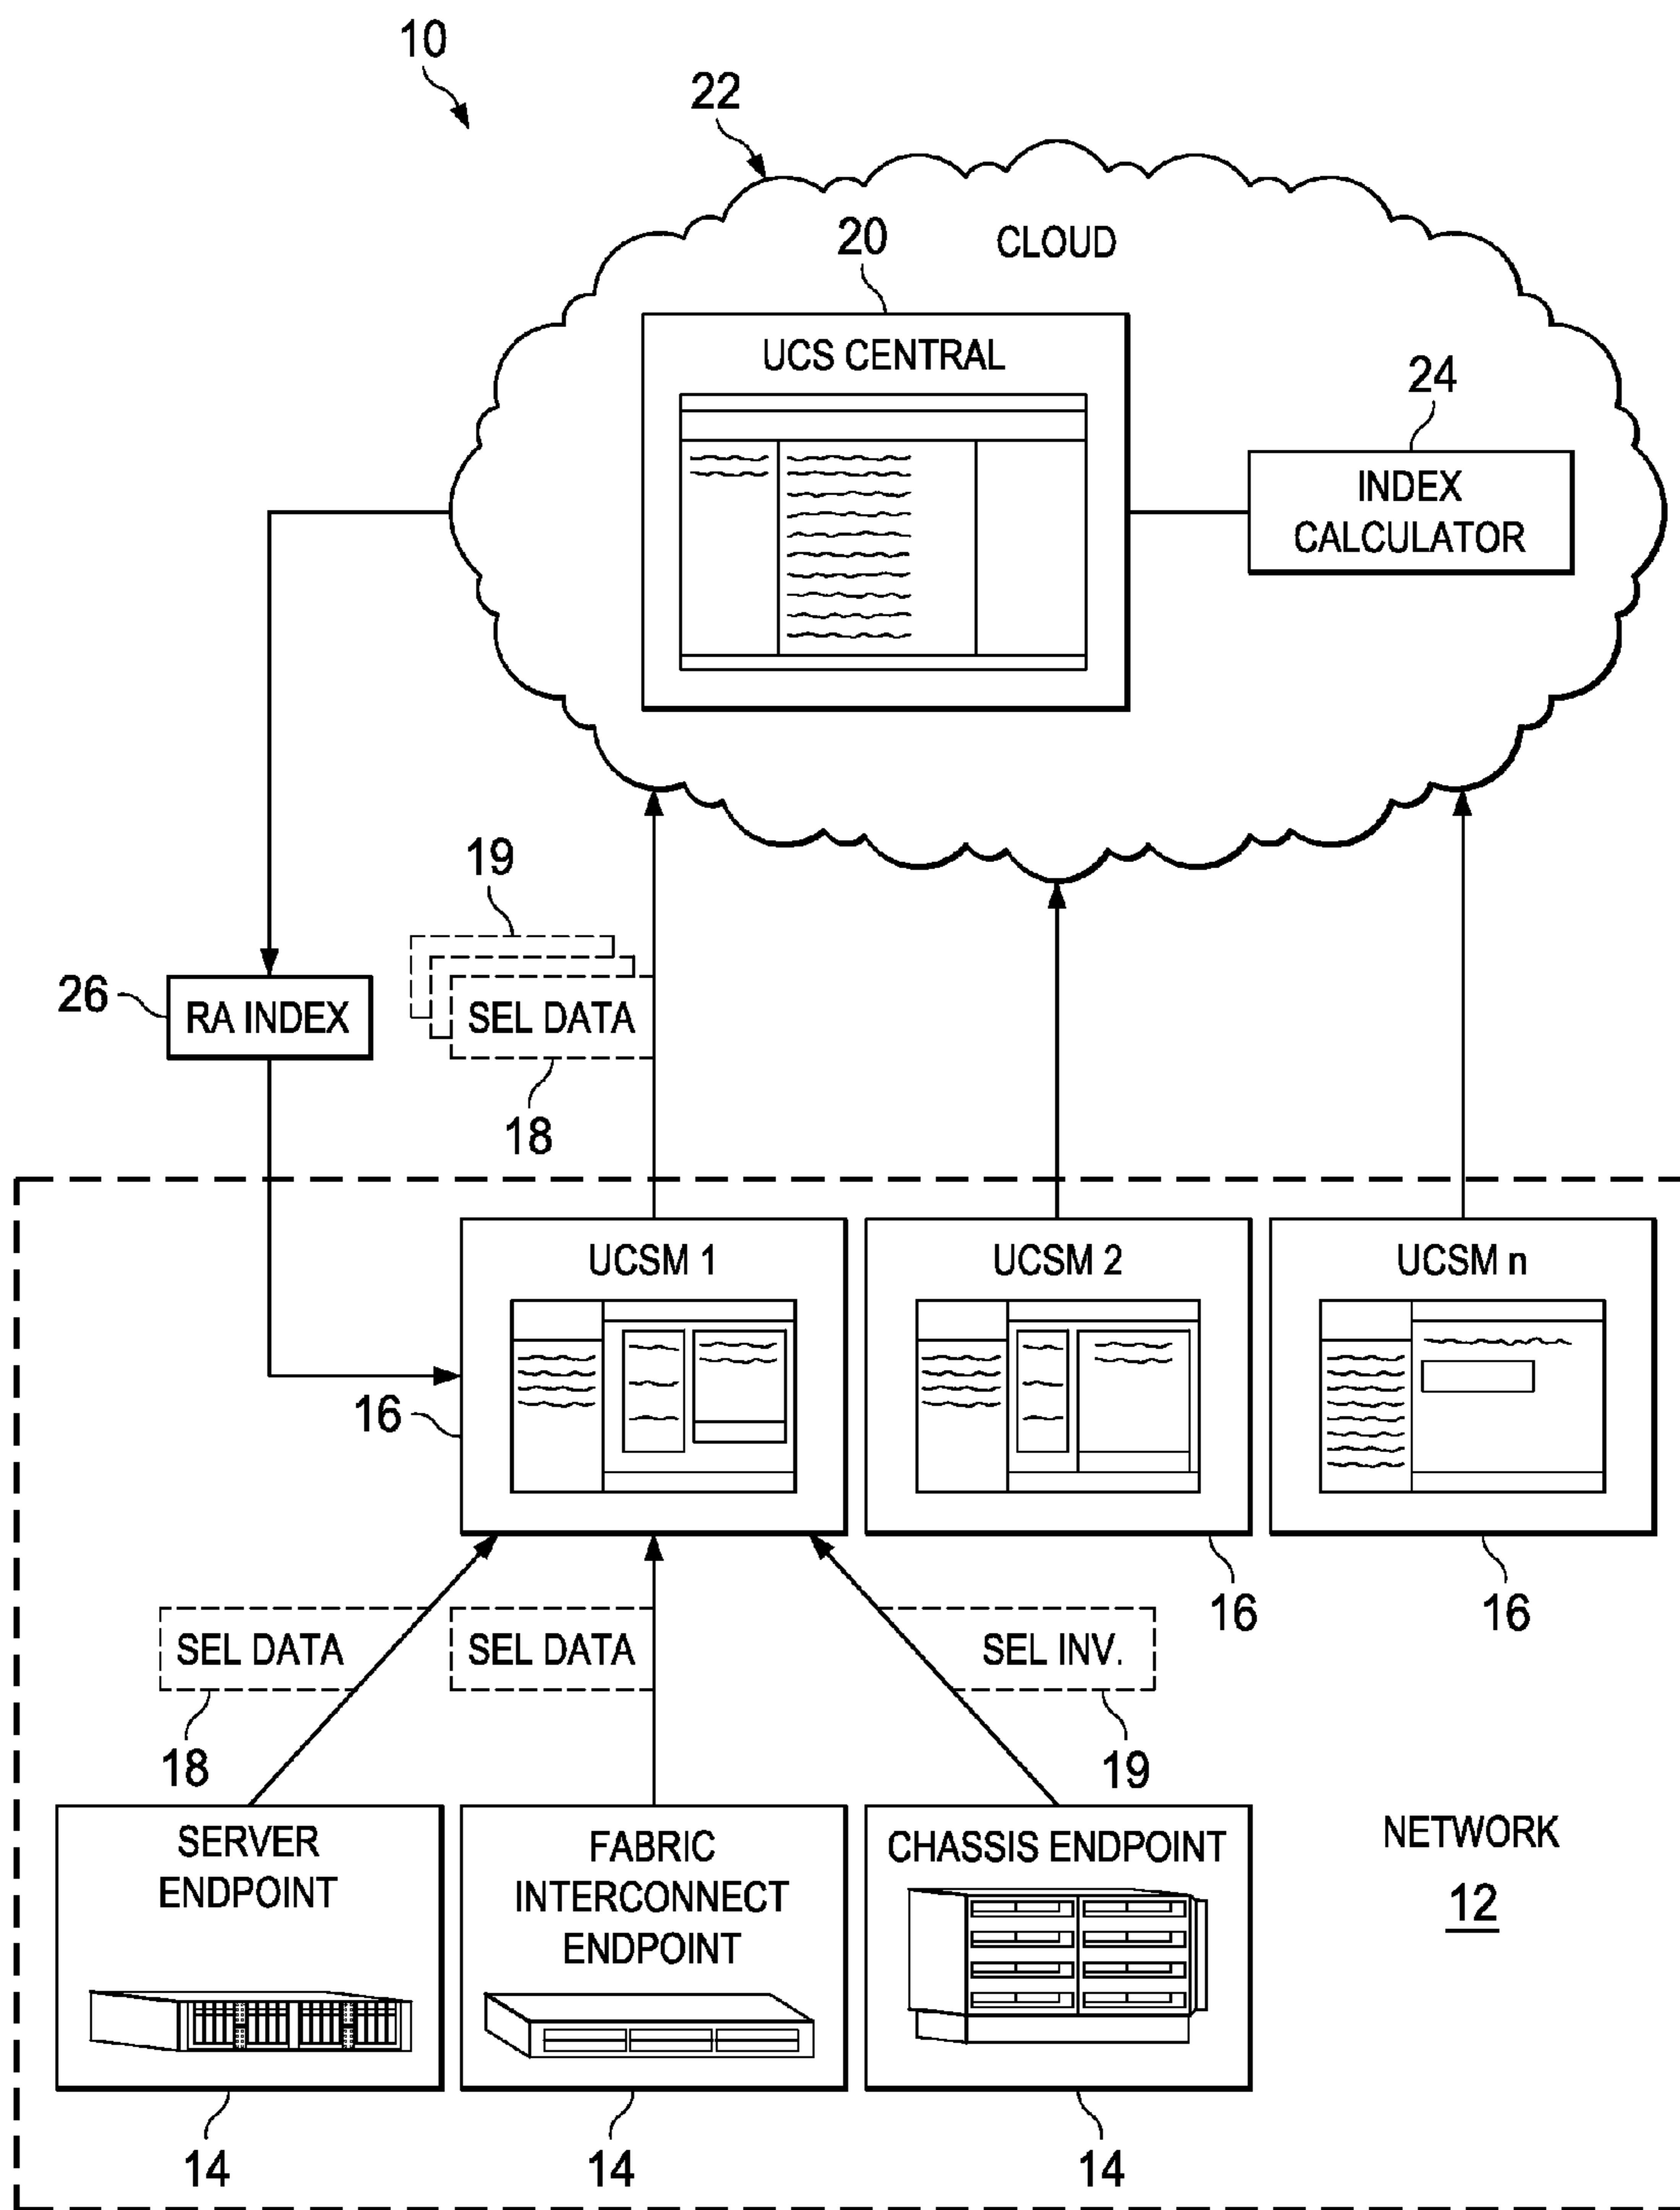 10
22
20
CLOUD
UCS CENTRAL
24
INDEX
CALCULATOR
19
26
RA INDEX
SEL DATA
18
UCSM 1
UCSM 2
UCSM n
16
16
16
SEL DATA
SEL DATA
SEL INV.
18
19
SERVER
ENDPOINT
FABRIC
INTERCONNECT
ENDPOINT
CHASSIS ENDPOINT
NETWORK
12
14
14
14